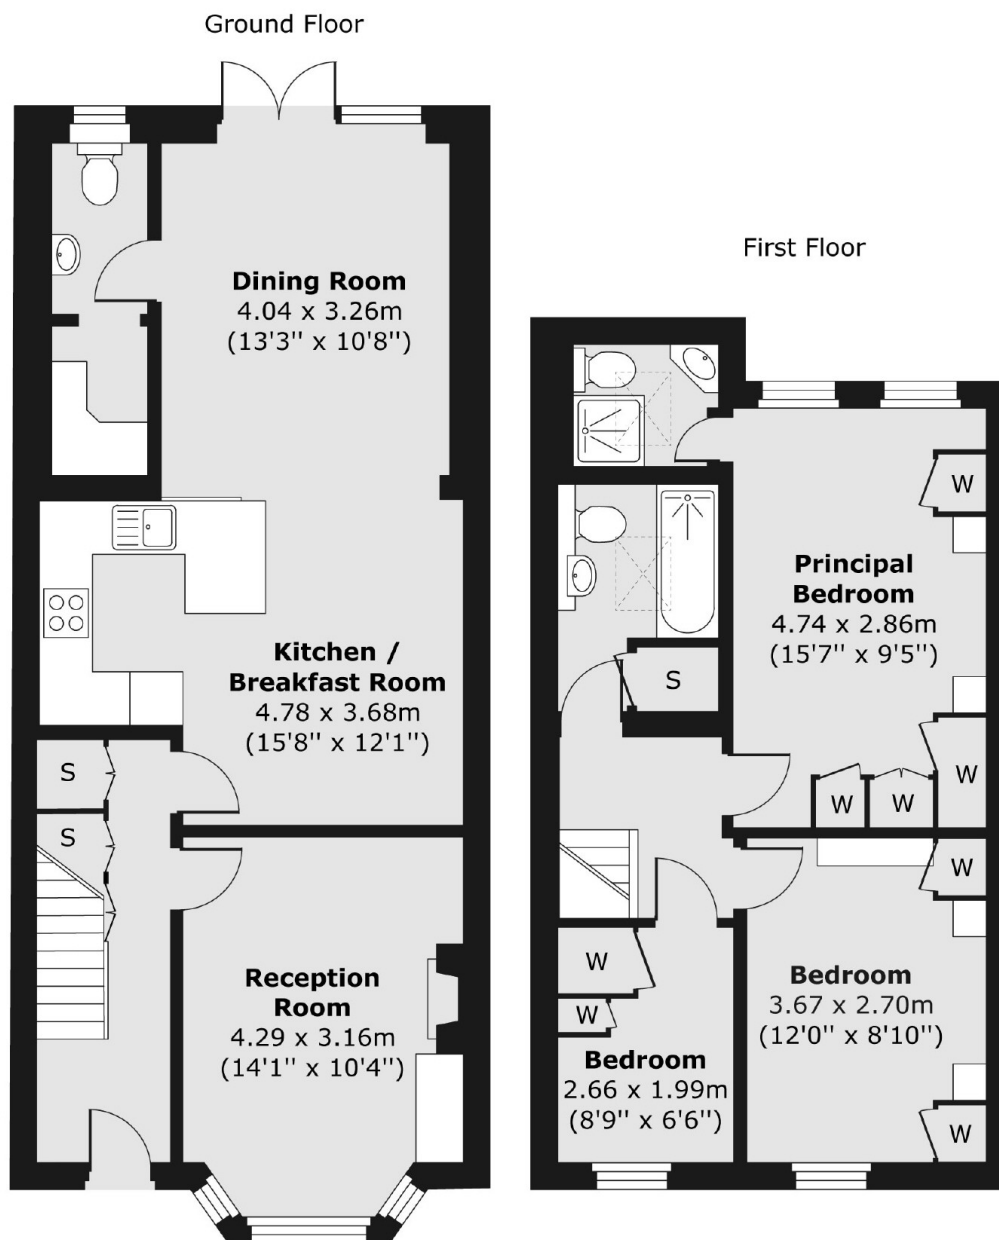 Ground Floor
Dining Room
4.04 x 3.26m
(13'3'' x 10'8'')
Kitchen /
Breakfast Room
4.78 x 3.68m
(15'8'' x 12'1'')
S
S
Reception
Room
4.29 x 3.16m
(14'1'' x 10'4'')
First Floor
W
Principal
Bedroom
4.74 x 2.86m
(15'7'' x 9'5'')
S
W
W
W
W
W
W
Bedroom
3.67 x 2.70m
(12'0'' x 8'10'')
Bedroom
2.66 x 1.99m
(8'9'' x 6'6'')
W